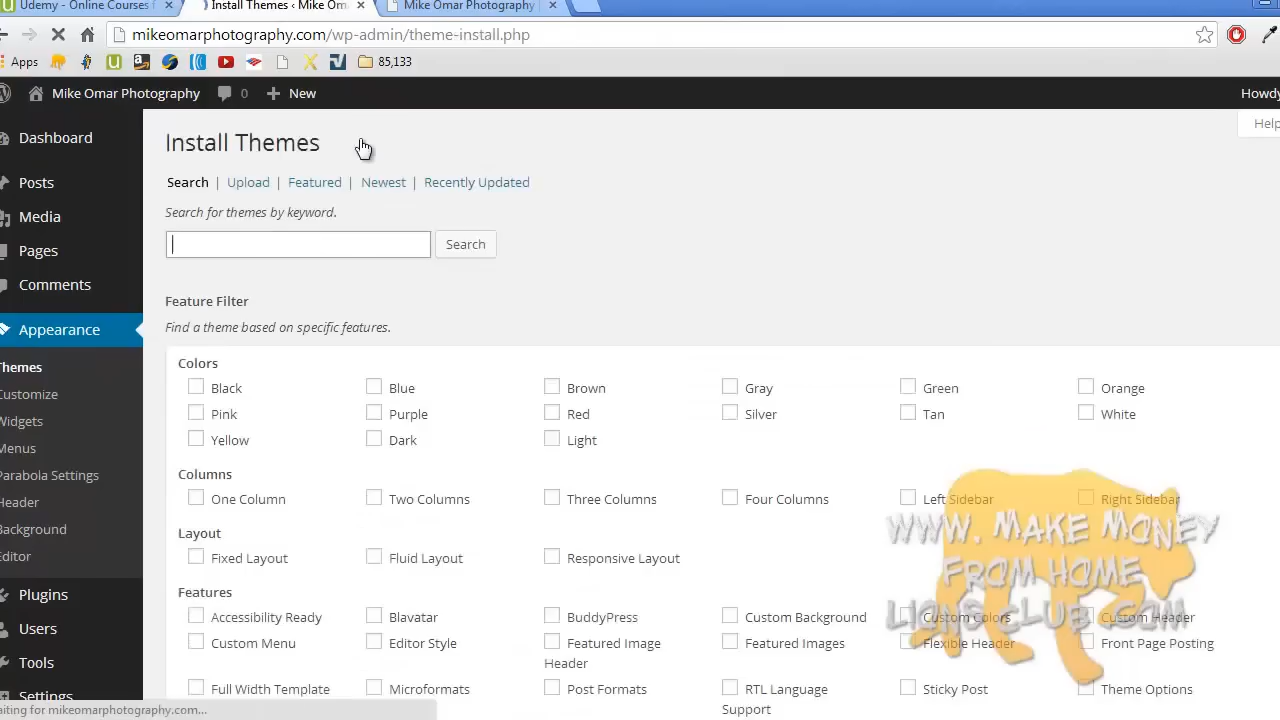 Udemy - Online Courses f
Install Themes ‹ Mike Om
Mike Omar Photography
mikeomarphotography.com/wp-admin/theme-install.php
Apps
85,133
Mike Omar Photography 0 New Howdy
Help
Dashboard
Posts
Media
Pages
Comments
Appearance
Themes
Customize
Widgets
Menus
Parabola Settings
Header
Background
Editor
Plugins
Users
Tools
Settings
Install Themes
Search | Upload | Featured | Newest | Recently Updated
Search for themes by keyword.
Search
Feature Filter
Find a theme based on specific features.
Colors
Black Blue Brown Gray Green Orange
Pink Purple Red Silver Tan White
Yellow Dark Light
Columns
One Column Two Columns Three Columns Four Columns Left Sidebar Right Sidebar
Layout
Fixed Layout Fluid Layout Responsive Layout
Features
Accessibility Ready Blavatar BuddyPress Custom Background Custom Colors Custom Header
Custom Menu Editor Style Featured Image Header Featured Images Flexible Header Front Page Posting
Full Width Template Microformats Post Formats RTL Language Support Sticky Post Theme Options
www. Make Money
From Home
Lions Club.com
aiting for mikeomarphotography.com...